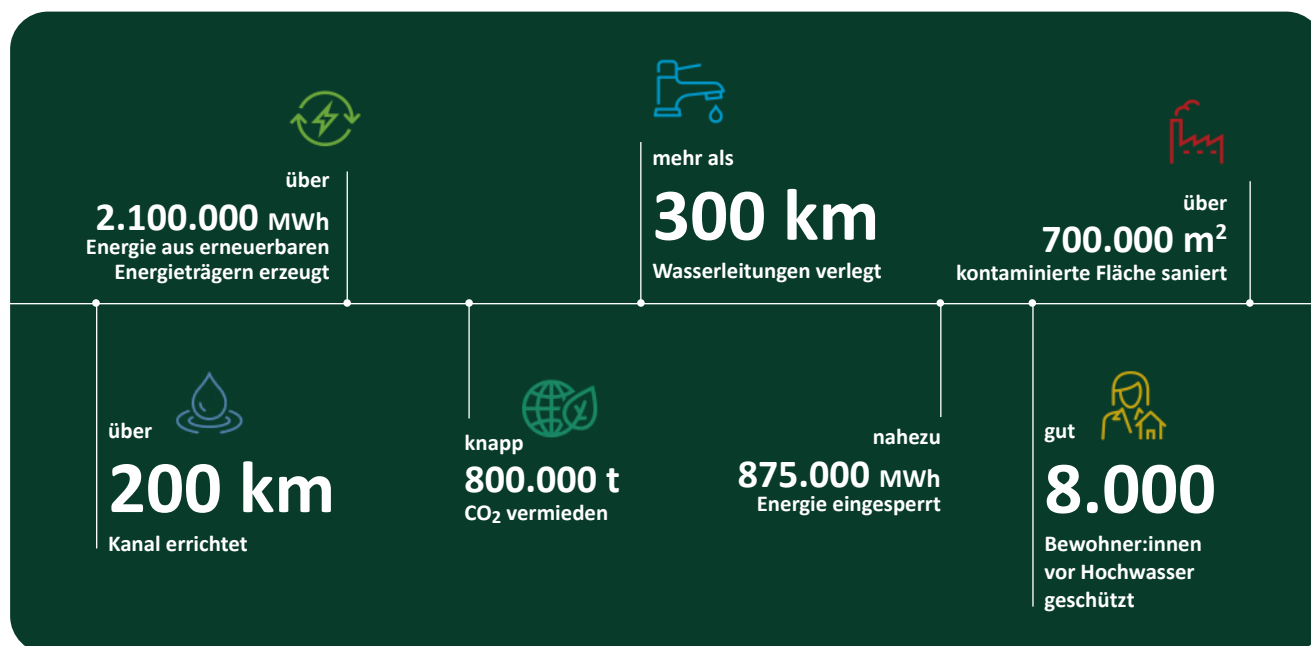 über
2.100.000 MWh
Energie aus erneuerbaren
Energieträgern erzeugt
mehr als
300 km
Wasserleitungen verlegt
über
700.000 m²
kontaminierte Fläche saniert
über
200 km
Kanal errichtet
knapp
800.000 t
CO₂ vermieden
nahezu
875.000 MWh
Energie eingesperrt
gut
8.000
Bewohner:innen
vor Hochwasser
geschützt